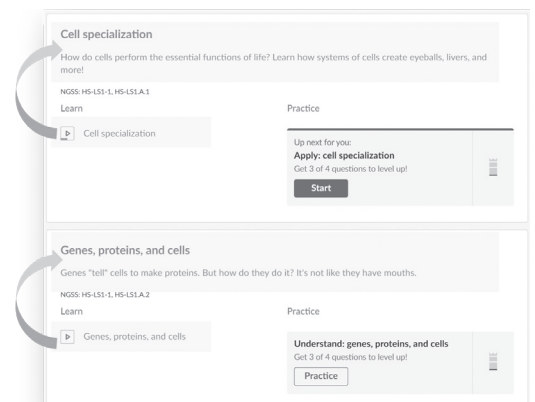 Cell specialization
How do cells perform the essential functions of life? Learn how systems of cells create eyeballs, livers, and
more!
NGSS: HS-LS1-1, HS-LS1.A.1
Learn
Practice
Cell specialization
Up next for you:
Apply: cell specialization
Get 3 of 4 questions to level up!
Start
Genes, proteins, and cells
Genes "tell" cells to make proteins. But how do they do it? It's not like they have mouths.
NGSS: HS-LS1-1, HS-LS1.A.2
Learn
Practice
Genes, proteins, and cells
Understand: genes, proteins, and cells
Get 3 of 4 questions to level up!
Practice